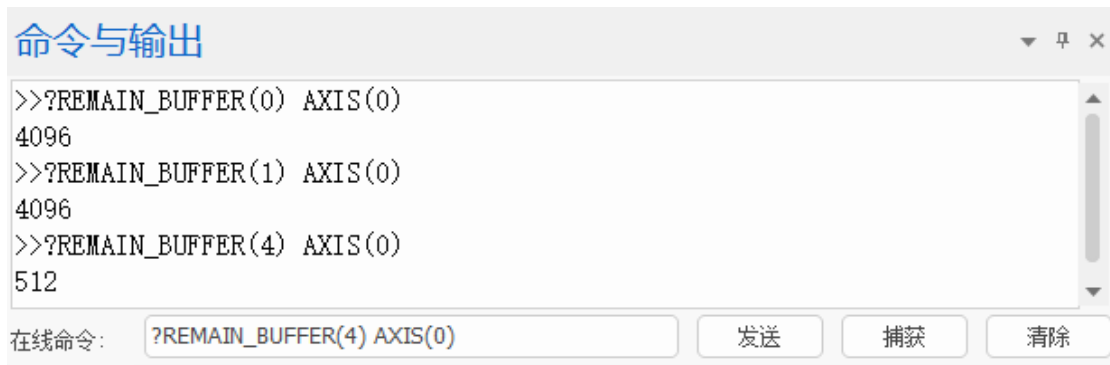 命令与输出
>>?REMAIN_BUFFER(0) AXIS(0)
4096
>>?REMAIN_BUFFER(1) AXIS(0)
4096
>>?REMAIN_BUFFER(4) AXIS(0)
512
在线命令: ?REMAIN_BUFFER(4) AXIS(0) 发送 捕获 清除